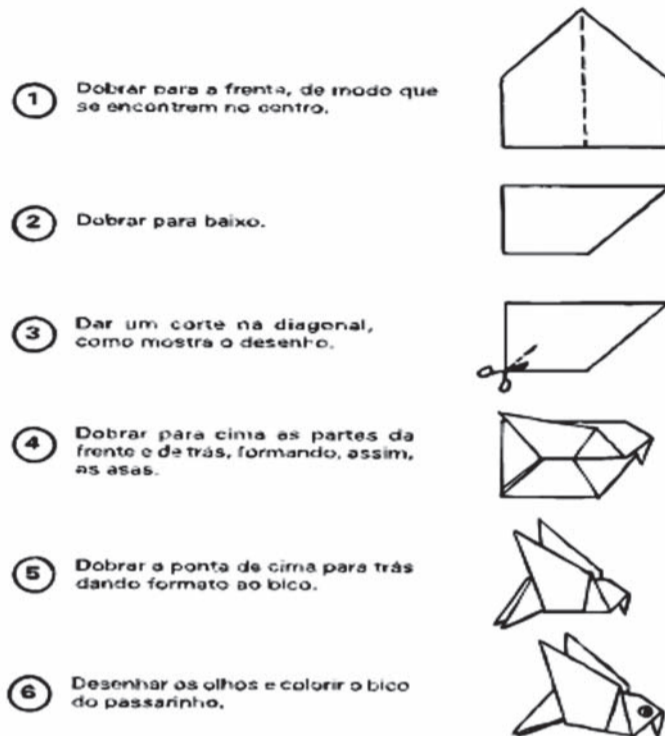 1 Dobrar para a frente, de modo que
se encontrem no centro.
2 Dobrar para baixo.
3 Dar um corte na diagonal,
como mostra o desenho.
4 Dobrar para cima as partes da
frente e de trás, formando, assim,
as asas.
5 Dobrar a ponta de cima para trás
dando formato ao bico.
6 Desenhar os olhos e colorir o bico
do passarinho.